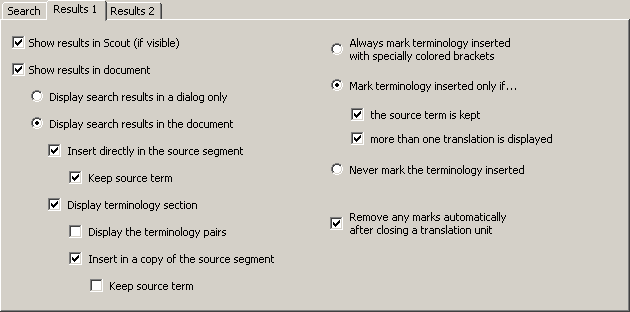 Search
Results 1
Results 2
Show results in Scout (if visible)
Show results in document
Display search results in a dialog only
Display search results in the document
Insert directly in the source segment
Keep source term
Display terminology section
Display the terminology pairs
Insert in a copy of the source segment
Keep source term
Always mark terminology inserted
with specially colored brackets
Mark terminology inserted only if...
the source term is kept
more than one translation is displayed
Never mark the terminology inserted
Remove any marks automatically
after closing a translation unit